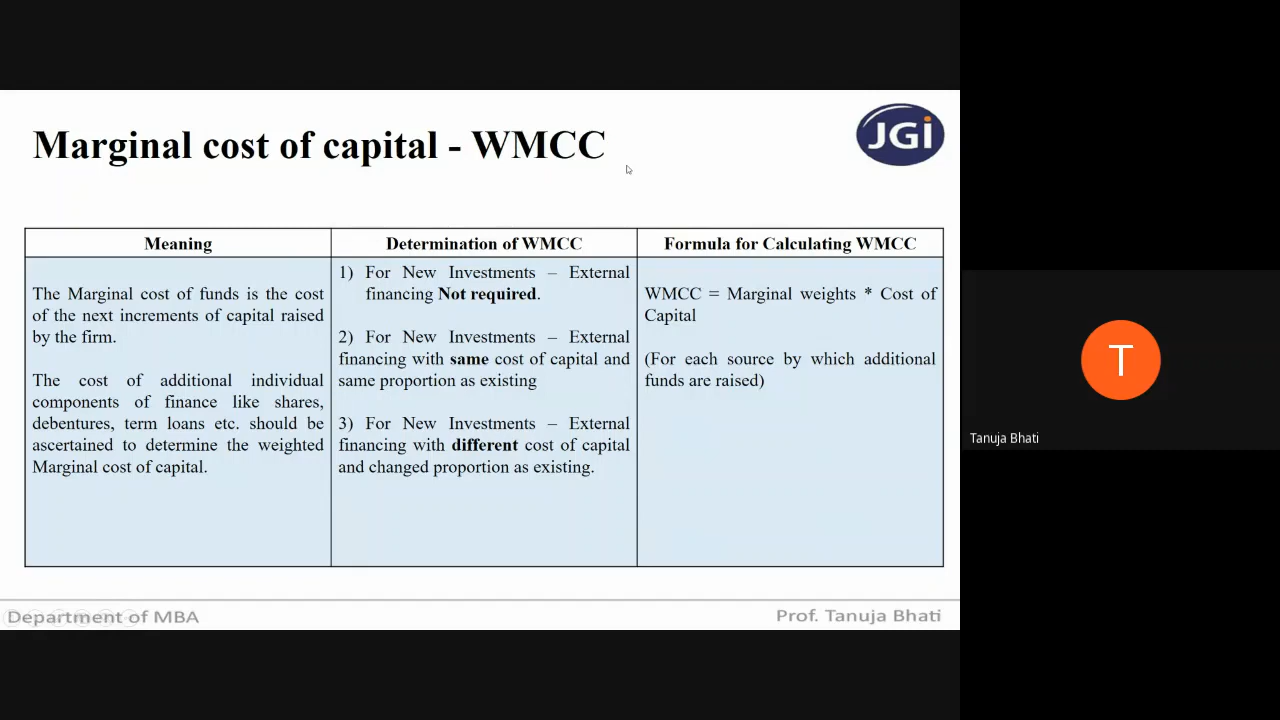 Marginal cost of capital - WMCC
JGi
Meaning
Determination of WMCC
Formula for Calculating WMCC
The Marginal cost of funds is the cost
of the next increments of capital raised
by the firm.
The cost of additional individual
components of finance like shares,
debentures, term loans etc. should be
ascertained to determine the weighted
Marginal cost of capital.
1) For New Investments – External
financing Not required.
2) For New Investments – External
financing with same cost of capital and
same proportion as existing
3) For New Investments – External
financing with different cost of capital
and changed proportion as existing.
WMCC = Marginal weights * Cost of
Capital
(For each source by which additional
funds are raised)
Department of MBA
Prof. Tanuja Bhati
T
Tanuja Bhati